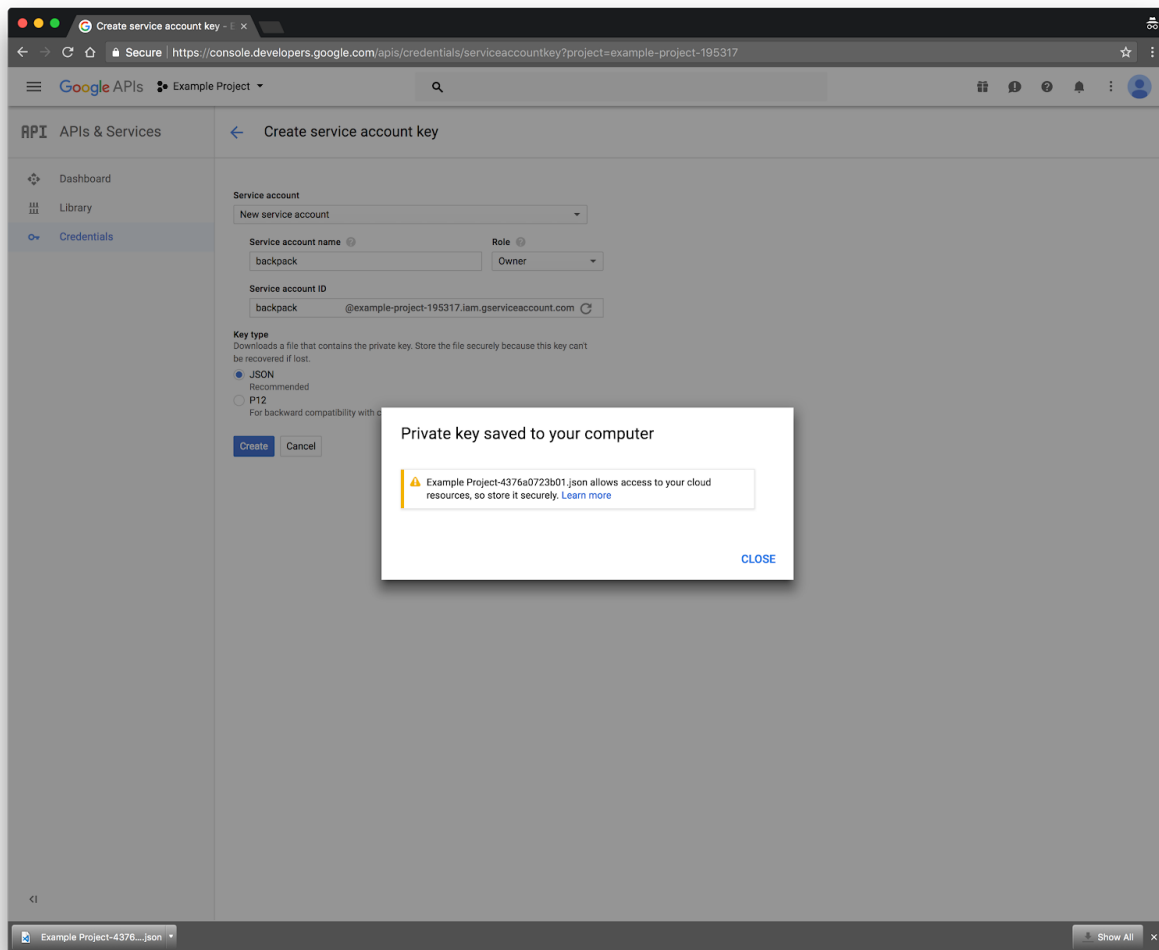 Create service account key - E
Secure https://console.developers.google.com/apis/credentials/serviceaccountkey?project=example-project-195317
Google APIs Example Project
API APIs & Services
Create service account key
Dashboard
Library
Credentials
Service account
New service account
Service account name Role
backpack Owner
Service account ID
backpack @example-project-195317.iam.gserviceaccount.com
Key type
Downloads a file that contains the private key. Store the file securely because this key can't
be recovered if lost.
JSON
Recommended
P12
For backward compatibility with c
Create Cancel
Private key saved to your computer
Example Project-4376a0723b01.json allows access to your cloud
resources, so store it securely. Learn more
CLOSE
Example Project-4376....json Show All